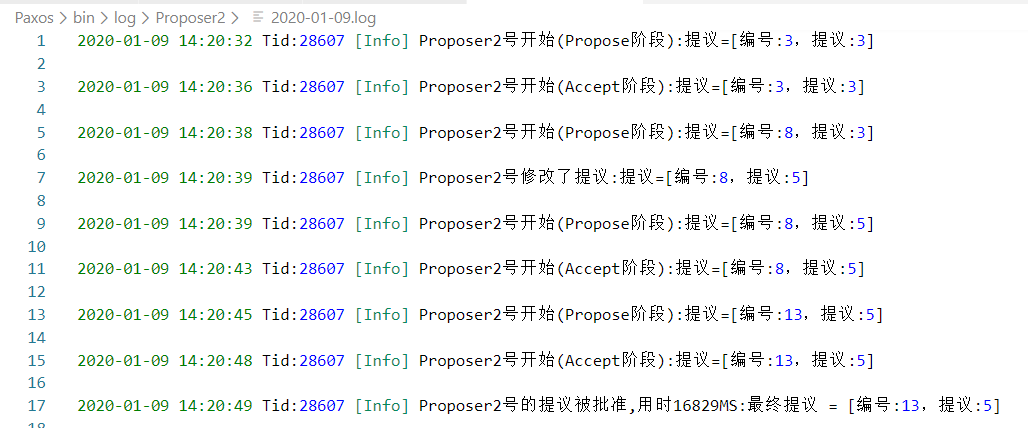 Paxos > bin > log > Proposer2 > 2020-01-09.log
1 2020-01-09 14:20:32 Tid:28607 [Info] Proposer2号开始(Propose阶段):提议=[编号:3，提议:3]
2
3 2020-01-09 14:20:36 Tid:28607 [Info] Proposer2号开始(Accept阶段):提议=[编号:3，提议:3]
4
5 2020-01-09 14:20:38 Tid:28607 [Info] Proposer2号开始(Propose阶段):提议=[编号:8，提议:3]
6
7 2020-01-09 14:20:39 Tid:28607 [Info] Proposer2号修改了提议:提议=[编号:8，提议:5]
8
9 2020-01-09 14:20:39 Tid:28607 [Info] Proposer2号开始(Propose阶段):提议=[编号:8，提议:5]
10
11 2020-01-09 14:20:43 Tid:28607 [Info] Proposer2号开始(Accept阶段):提议=[编号:8，提议:5]
12
13 2020-01-09 14:20:45 Tid:28607 [Info] Proposer2号开始(Propose阶段):提议=[编号:13，提议:5]
14
15 2020-01-09 14:20:48 Tid:28607 [Info] Proposer2号开始(Accept阶段):提议=[编号:13，提议:5]
16
17 2020-01-09 14:20:49 Tid:28607 [Info] Proposer2号的提议被批准,用时16829MS:最终提议 = [编号:13，提议:5]
18